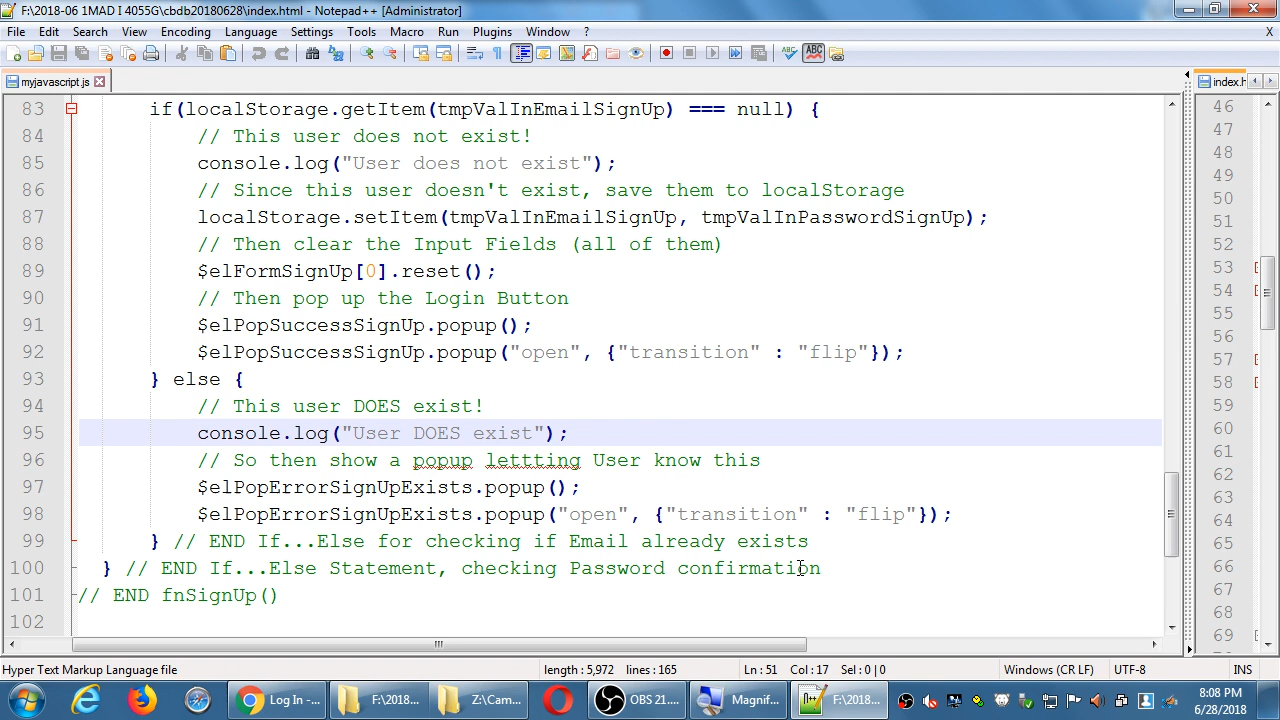 F:\2018-06 1MAD I 4055G\cbdb20180628\index.html - Notepad++ [Administrator]
File Edit Search View Encoding Language Settings Tools Macro Run Plugins Window ? X
myjavascript.js
index.h
83 if(localStorage.getItem(tmpValInEmailSignUp) === null) {
84 // This user does not exist!
85 console.log("User does not exist");
86 // Since this user doesn't exist, save them to localStorage
87 localStorage.setItem(tmpValInEmailSignUp, tmpValInPasswordSignUp);
88 // Then clear the Input Fields (all of them)
89 $elFormSignUp[0].reset();
90 // Then pop up the Login Button
91 $elPopSuccessSignUp.popup();
92 $elPopSuccessSignUp.popup("open", {"transition" : "flip"});
93 } else {
94 // This user DOES exist!
95 console.log("User DOES exist");
96 // So then show a popup lettting User know this
97 $elPopErrorSignUpExists.popup();
98 $elPopErrorSignUpExists.popup("open", {"transition" : "flip"});
99 } // END If...Else for checking if Email already exists
100 } // END If...Else Statement, checking Password confirmation
101 // END fnSignUp()
102
46
47
48
49
50
51
52
53
54
55
56
57
58
59
60
61
62
63
64
65
66
67
68
69
Hyper Text Markup Language file length : 5,972 lines : 165 Ln : 51 Col : 17 Sel : 0 | 0 Windows (CR LF) UTF-8 INS
Log In -... F:\2018... Z:\Cam... OBS 21.... Magnif... F:\2018...
8:08 PM
6/28/2018